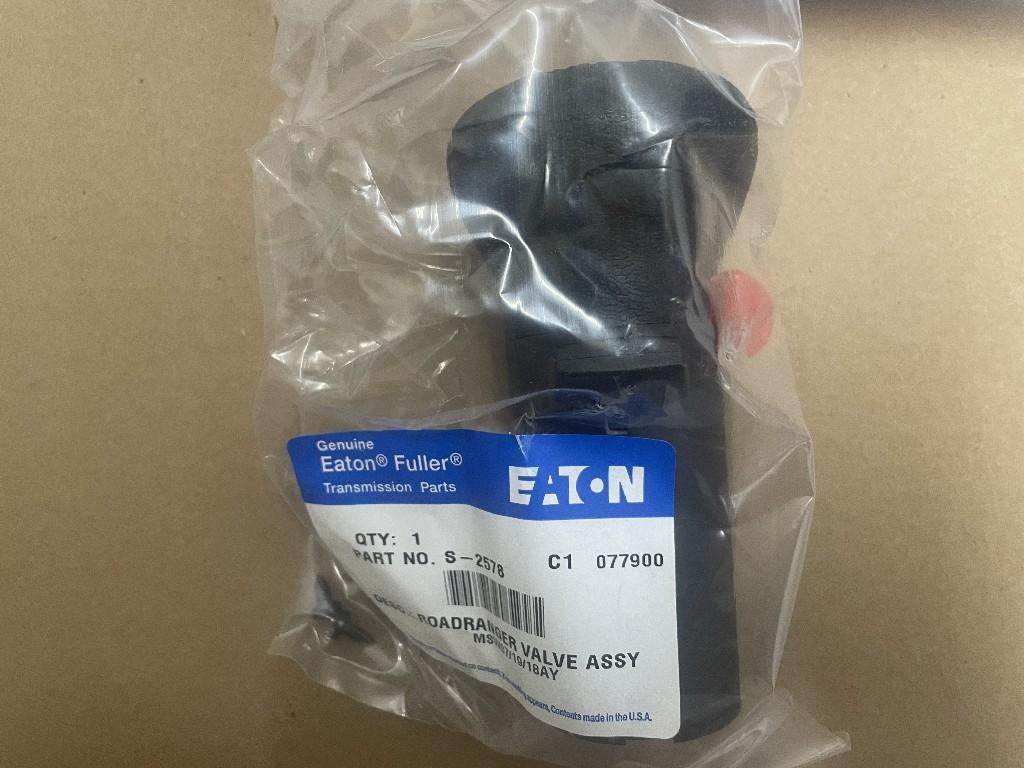 Genuine
Eaton® Fuller®
Transmission Parts
EATON
QTY: 1
PART NO. S-2578
C1 077900
ROADRANGER VALVE ASSY
appears, Contents made in the U.S.A.